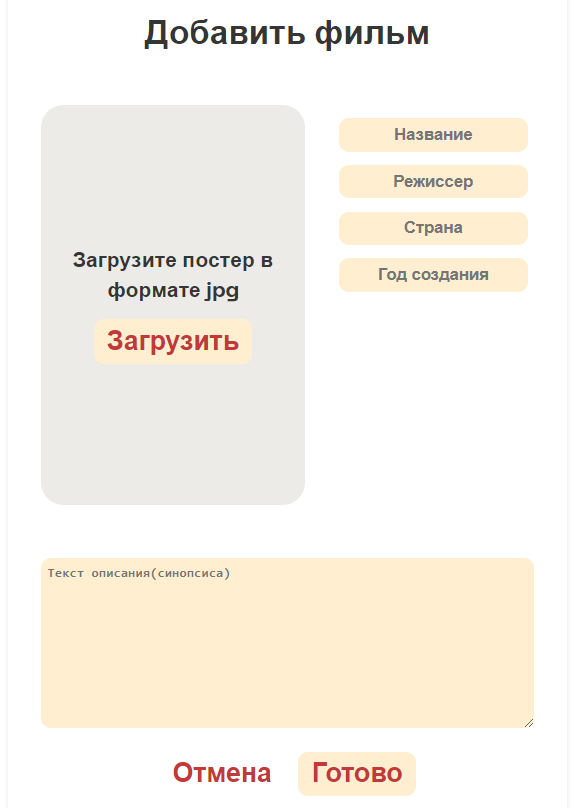 Добавить фильм
Загрузите постер в
формате jpg
Загрузить
Название
Режиссер
Страна
Год создания
Текст описания(синопсиса)
Отмена
Готово